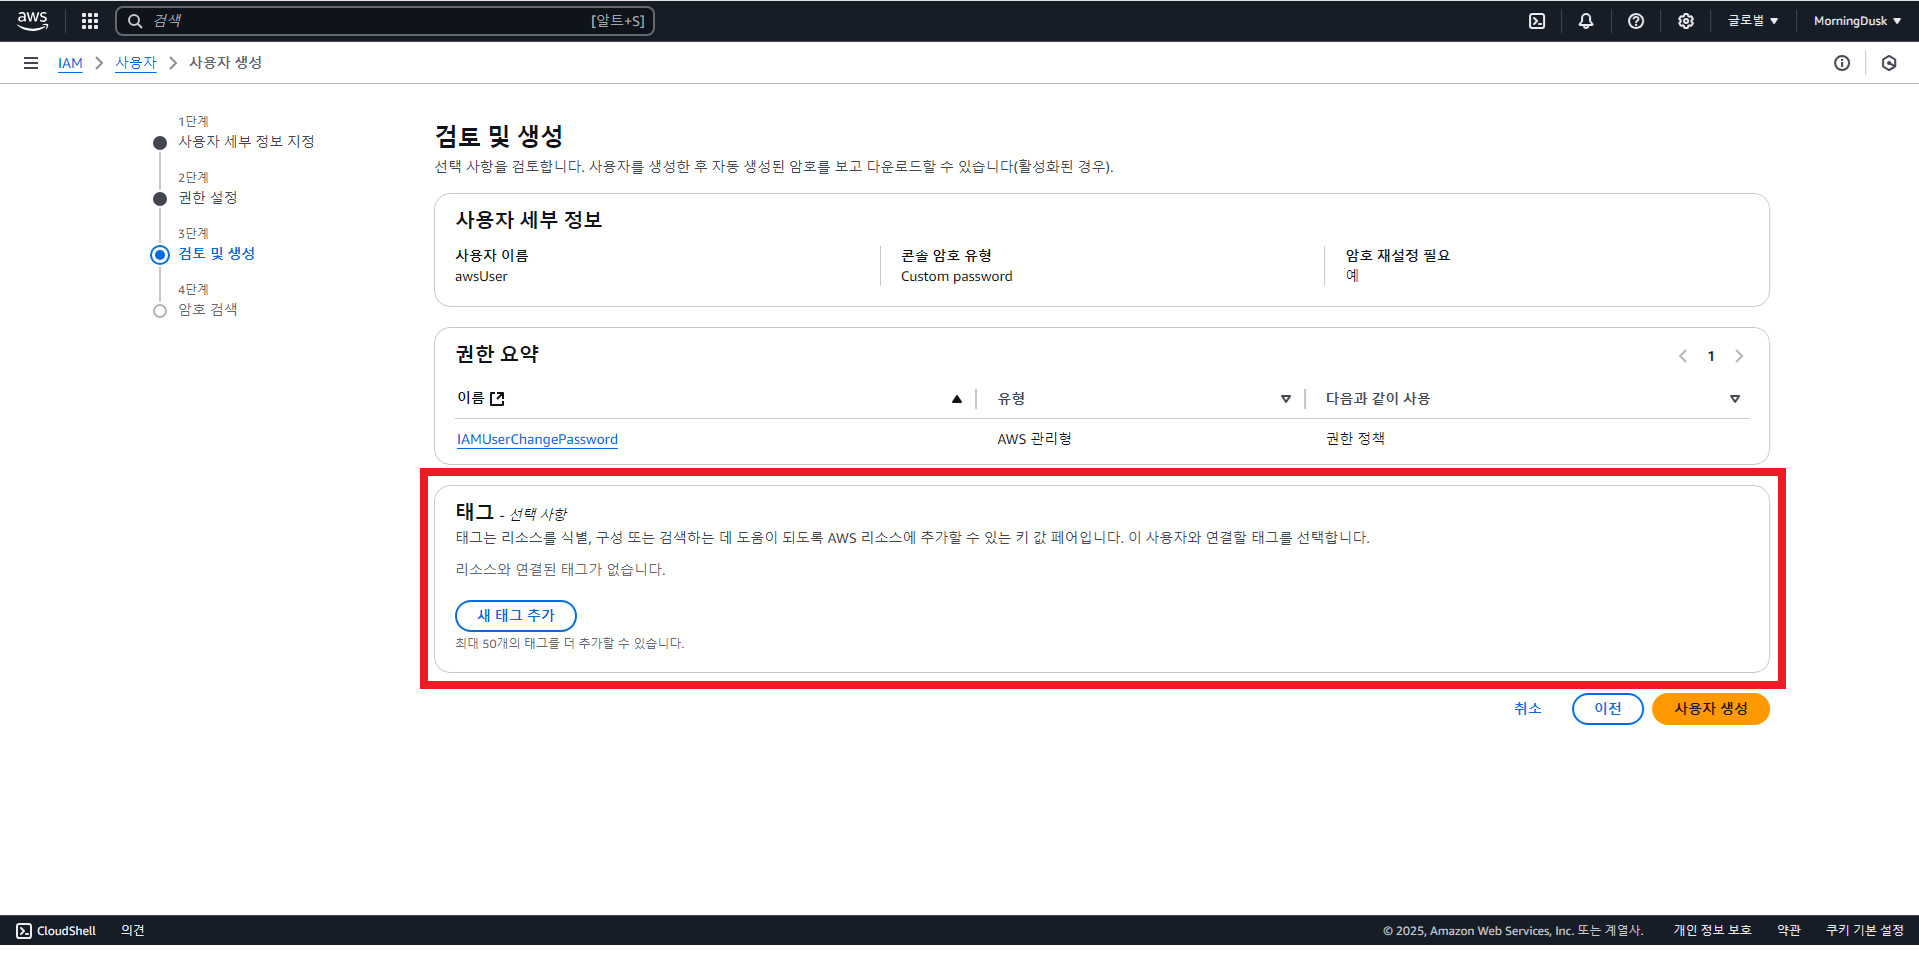 aws
검색
[알트+S]
글로벌
MorningDusk
IAM
사용자
사용자 생성
1단계
사용자 세부 정보 지정
2단계
권한 설정
3단계
검토 및 생성
4단계
암호 검색
검토 및 생성
선택 사항을 검토합니다. 사용자를 생성한 후 자동 생성된 암호를 보고 다운로드할 수 있습니다(활성화된 경우).
사용자 세부 정보
사용자 이름
awsUser
콘솔 암호 유형
Custom password
암호 재설정 필요
예
권한 요약
1
이름 유형 다음과 같이 사용
IAMUserChangePassword AWS 관리형 권한 정책
태그 - 선택 사항
태그는 리소스를 식별, 구성 또는 검색하는 데 도움이 되도록 AWS 리소스에 추가할 수 있는 키 값 페어입니다. 이 사용자와 연결할 태그를 선택합니다.
리소스와 연결된 태그가 없습니다.
새 태그 추가
최대 50개의 태그를 더 추가할 수 있습니다.
취소
이전
사용자 생성
CloudShell
의견
© 2025, Amazon Web Services, Inc. 또는 계열사.
개인 정보 보호
약관
쿠키 기본 설정